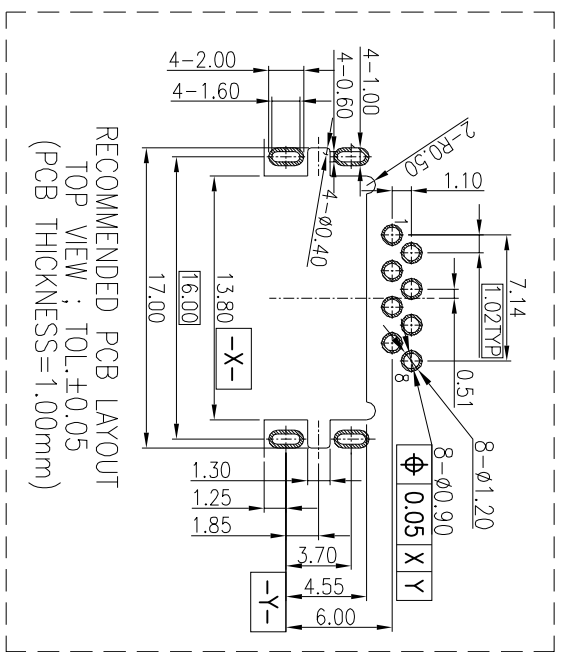 4-2.00
4-1.60
4-0.60
4-1.00
2-R0.50
1.10
7.14
1.02TYP
0.51
1
8
4-ø0.40
8-ø1.20
8-ø0.90
⌖ 0.05 X Y
13.80
16.00
17.00
-X-
1.30
1.25
1.85
3.70
4.55
6.00
-Y-
RECOMMENDED PCB LAYOUT
TOP VIEW ; TOL.±0.05
(PCB THICKNESS=1.00mm)